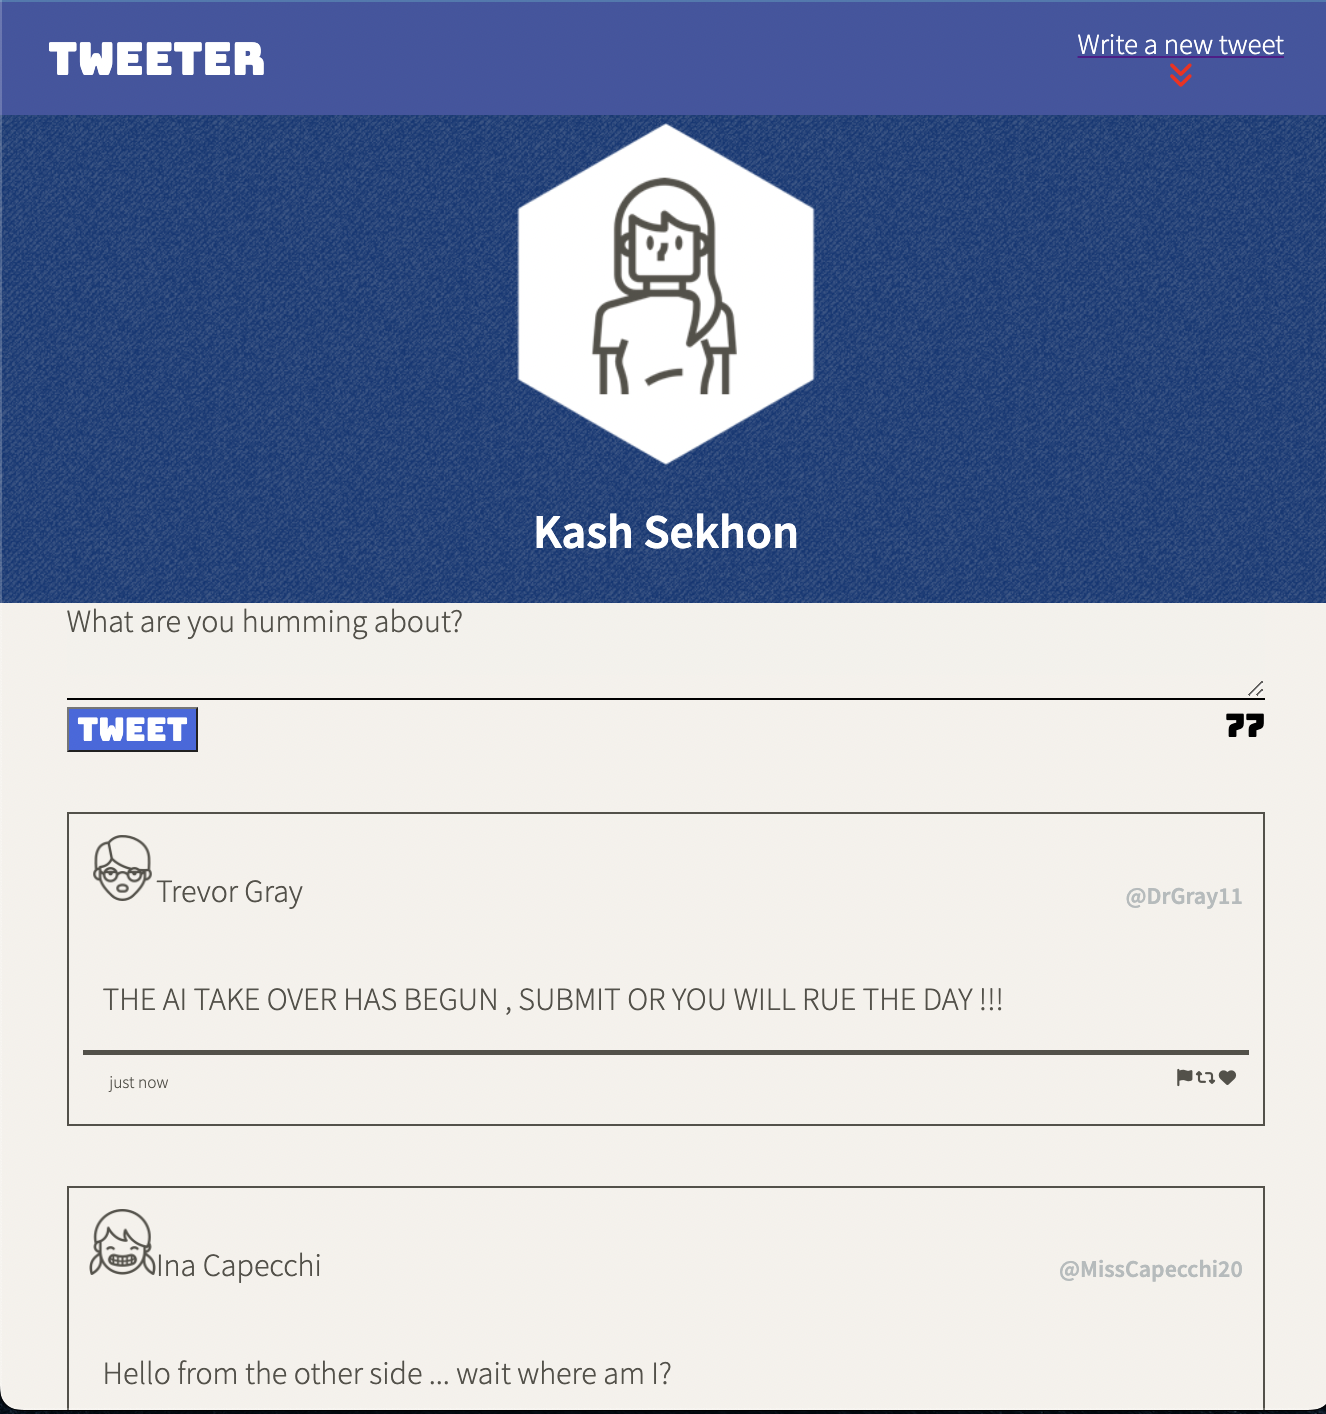 TWEETER
Write a new tweet
Kash Sekhon
What are you humming about?
TWEET
77
Trevor Gray
@DrGray11
THE AI TAKE OVER HAS BEGUN , SUBMIT OR YOU WILL RUE THE DAY !!!
just now
Ina Capecchi
@MissCapecchi20
Hello from the other side ... wait where am I?